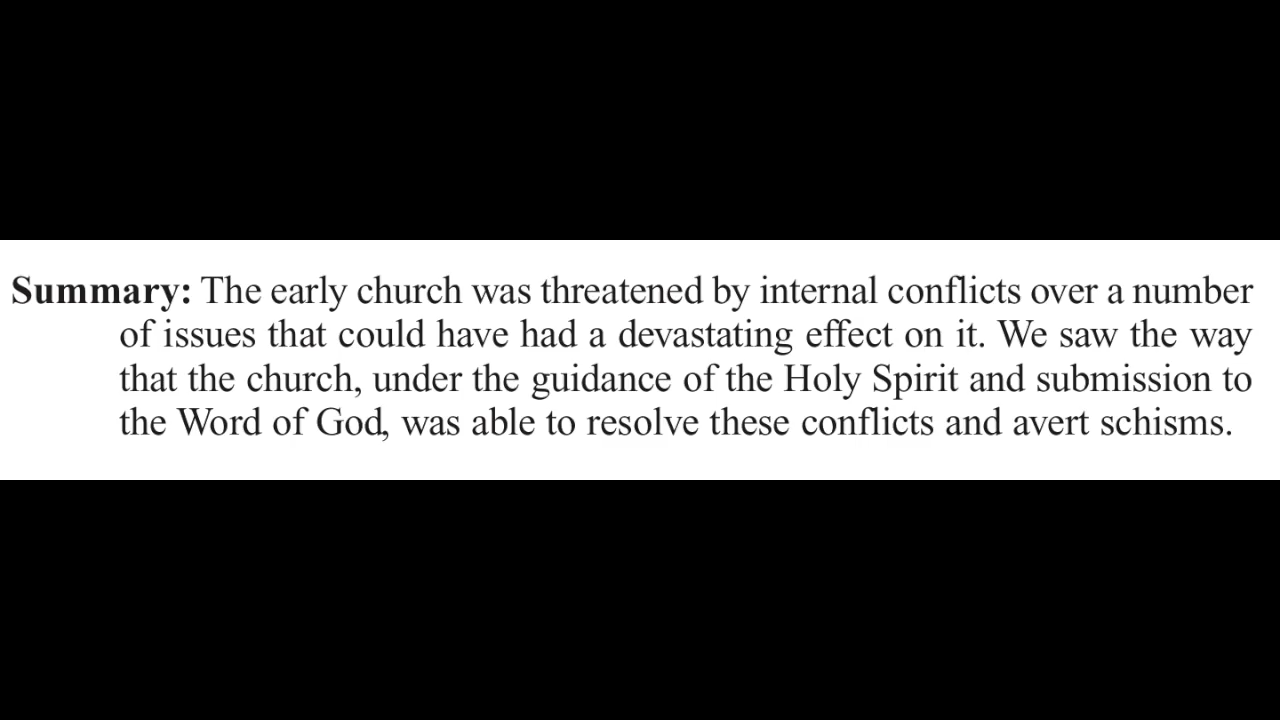 Summary: The early church was threatened by internal conflicts over a number
of issues that could have had a devastating effect on it. We saw the way
that the church, under the guidance of the Holy Spirit and submission to
the Word of God, was able to resolve these conflicts and avert schisms.